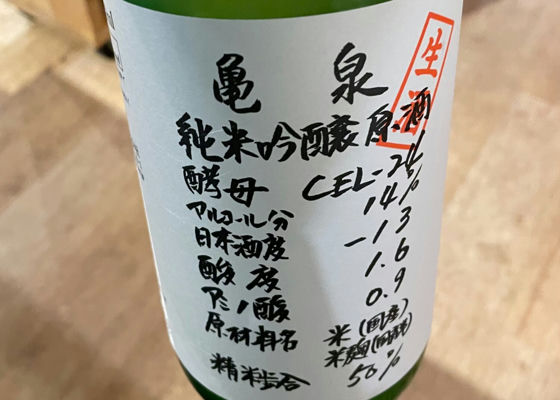 亀泉
生酒
純米吟醸原酒
酵母 CEL-24
アルコール分 14%
日本酒度 -13
酸度 1.6
アミノ酸 0.9
原材料名 米(国産)
米麹(国産米)
精米歩合 50%